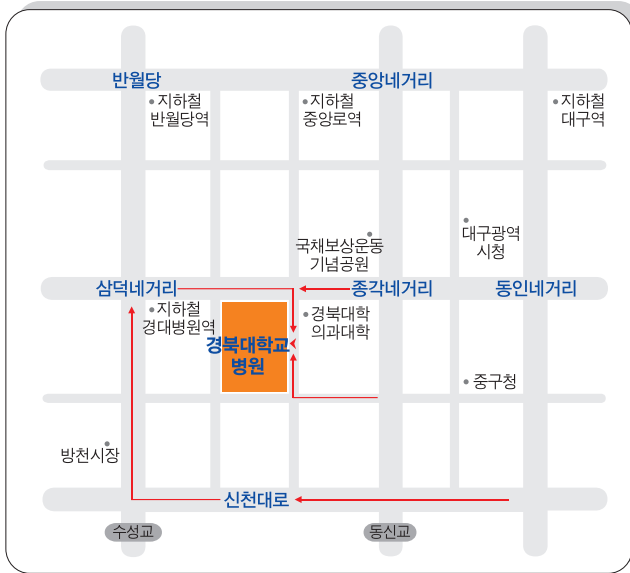 반월당
중앙네거리
지하철
반월당역
지하철
중앙로역
지하철
대구역
국채보상운동
기념공원
대구광역
시청
삼덕네거리
종각네거리
동인네거리
지하철
경대병원역
경북대학
의과대학
경북대학교
병원
중구청
방천시장
신천대로
수성교
동신교